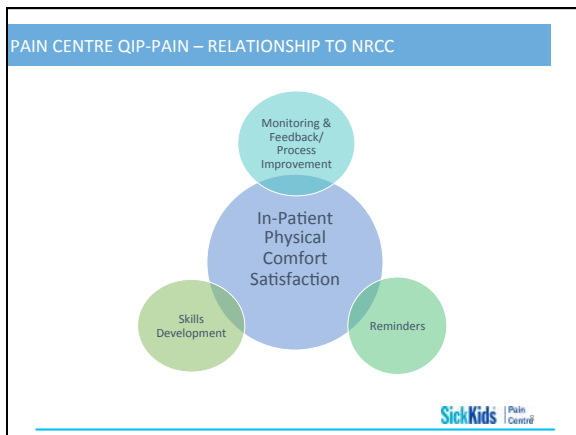 PAIN CENTRE QIP-PAIN – RELATIONSHIP TO NRCC
Monitoring &
Feedback/
Process
Improvement
In-Patient
Physical
Comfort
Satisfaction
Skills
Development
Reminders
SickKids | Pain
Centre